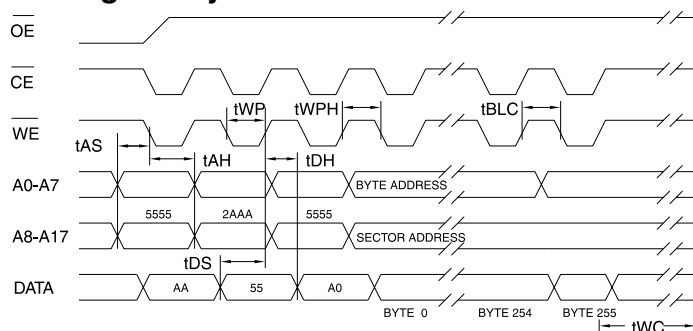 OE
CE
tWP tWPH tBLC
WE
tAS
tAH tDH
A0-A7 BYTE ADDRESS
5555 2AAA 5555
A8-A17 SECTOR ADDRESS
tDS
DATA AA 55 A0
BYTE 0 BYTE 254 BYTE 255
tWC